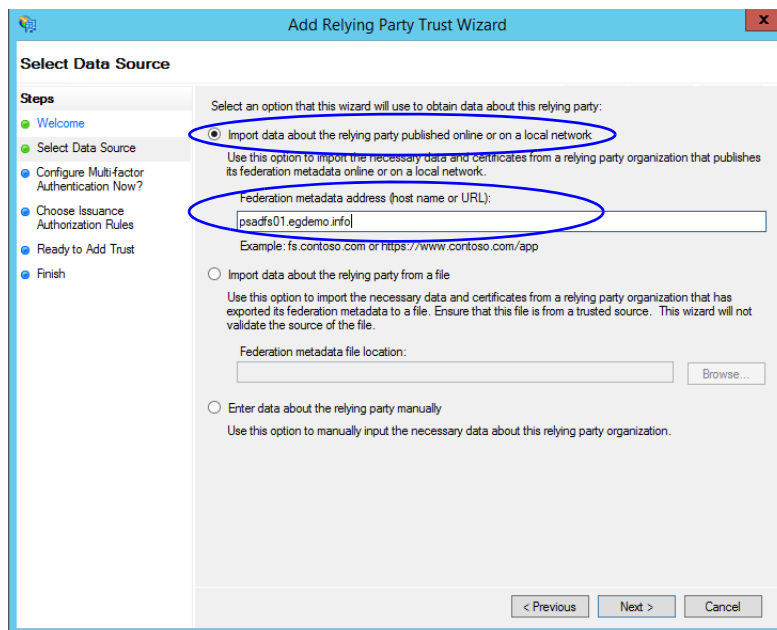 Add Relying Party Trust Wizard
x
Select Data Source
Steps
Welcome
Select Data Source
Configure Multi-factor
Authentication Now?
Choose Issuance
Authorization Rules
Ready to Add Trust
Finish
Select an option that this wizard will use to obtain data about this relying party:
Import data about the relying party published online or on a local network
Use this option to import the necessary data and certificates from a relying party organization that publishes
its federation metadata online or on a local network.
Federation metadata address (host name or URL):
psadfs01.egdemo.info
Example: fs.contoso.com or https://www.contoso.com/app
Import data about the relying party from a file
Use this option to import the necessary data and certificates from a relying party organization that has
exported its federation metadata to a file. Ensure that this file is from a trusted source. This wizard will not
validate the source of the file.
Federation metadata file location:
Browse...
Enter data about the relying party manually
Use this option to manually input the necessary data about this relying party organization.
< Previous
Next >
Cancel